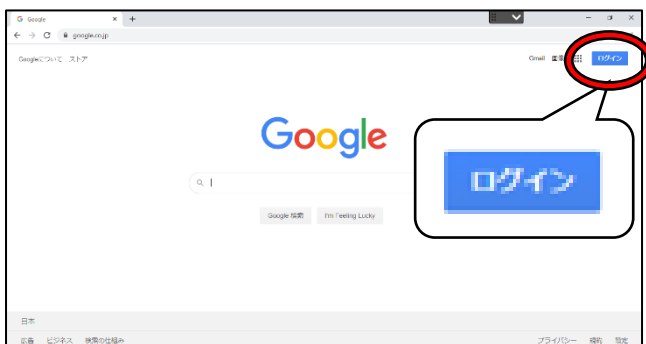 Google
google.co.jp
Googleについて ストア
Gmail 画像 ログイン
Google
ログイン
Google 検索 I'm Feeling Lucky
日本
広告 ビジネス 検索の仕組み
プライバシー 規約 設定